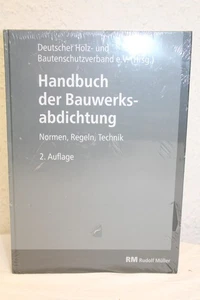 Deutscher Holz- und
Bautenschutzverband e.V. (Hrsg.)
Handbuch
der Bauwerks-
abdichtung
Normen, Regeln, Technik
2. Auflage
RM Rudolf Müller